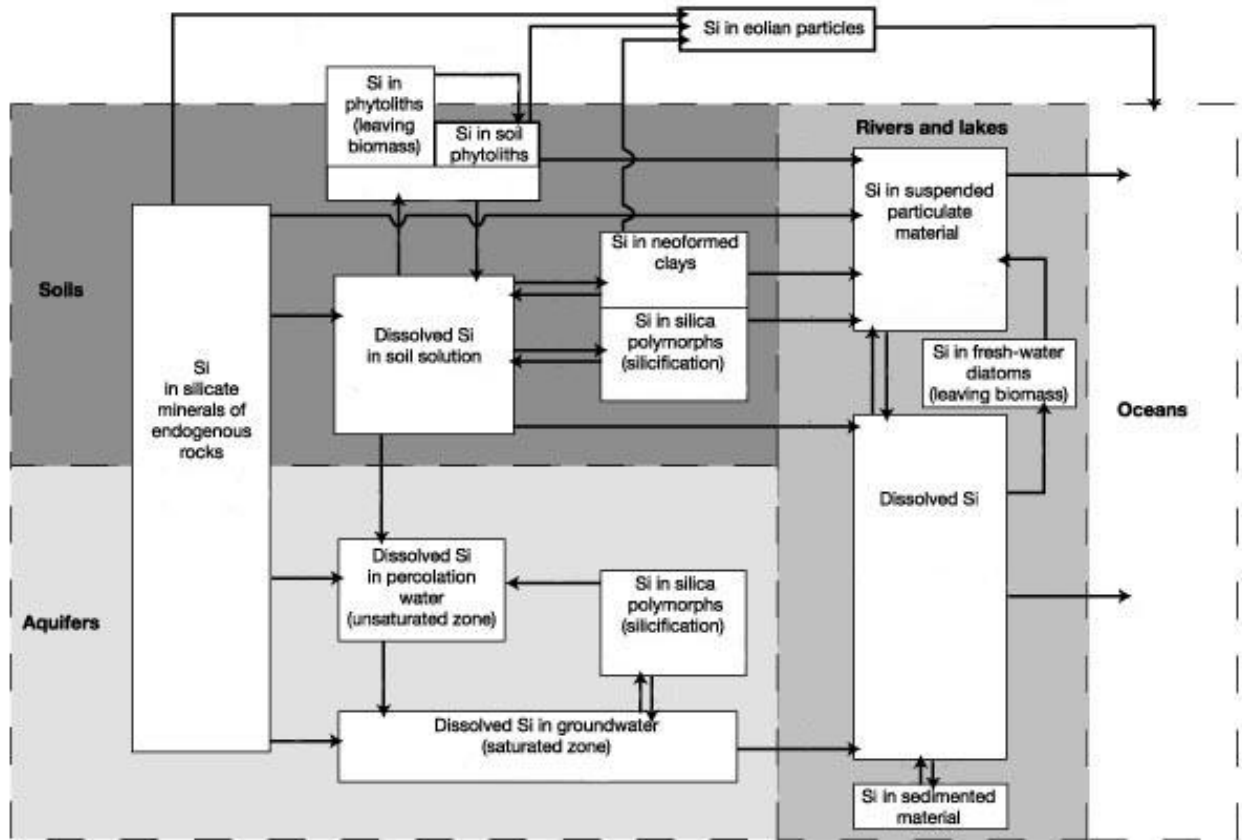 Si in eolian particles
Si in
phytoliths
(leaving
biomass)
Si in soil
phytoliths
Rivers and lakes
Si in suspended
particulate
material
Si in neoformed
clays
Soils
Si in silica
polymorphs
(silicification)
Dissolved Si
in soil solution
Si in fresh-water
diatoms
(leaving biomass)
Si
in silicate
minerals of
endogenous
rocks
Oceans
Dissolved Si
Dissolved Si
in percolation
water
(unsaturated zone)
Si in silica
polymorphs
(silicification)
Aquifers
Dissolved Si in groundwater
(saturated zone)
Si in sedimented
material